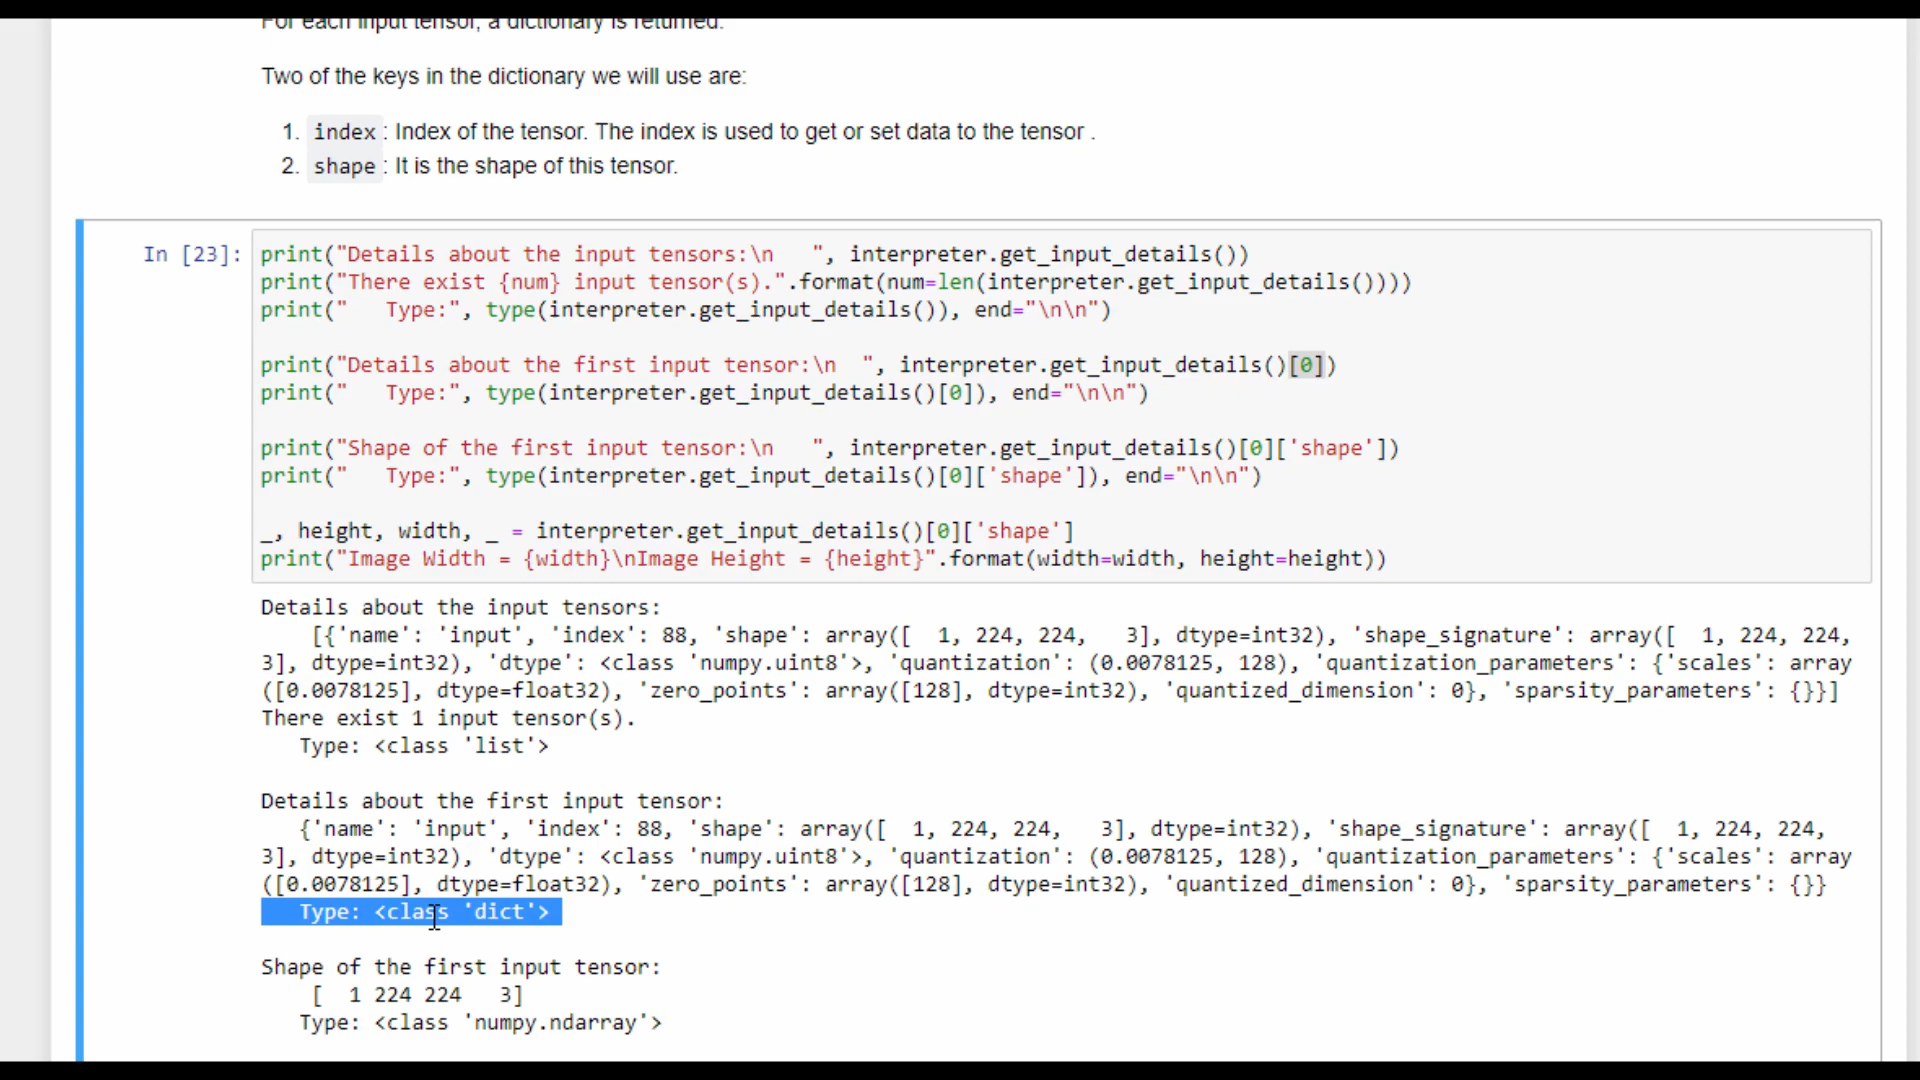 For each input tensor, a dictionary is returned.
Two of the keys in the dictionary we will use are:
1. index : Index of the tensor. The index is used to get or set data to the tensor .
2. shape : It is the shape of this tensor.
In [23]:
print("Details about the input tensors:\n   ", interpreter.get_input_details())
print("There exist {num} input tensor(s).".format(num=len(interpreter.get_input_details())))
print("   Type:", type(interpreter.get_input_details()), end="\n\n")
print("Details about the first input tensor:\n  ", interpreter.get_input_details()[0])
print("   Type:", type(interpreter.get_input_details()[0]), end="\n\n")
print("Shape of the first input tensor:\n   ", interpreter.get_input_details()[0]['shape'])
print("   Type:", type(interpreter.get_input_details()[0]['shape']), end="\n\n")
_, height, width, _ = interpreter.get_input_details()[0]['shape']
print("Image Width = {width}\nImage Height = {height}".format(width=width, height=height))
Details about the input tensors:
    [{'name': 'input', 'index': 88, 'shape': array([  1, 224, 224,   3], dtype=int32), 'shape_signature': array([  1, 224, 224,
3], dtype=int32), 'dtype': <class 'numpy.uint8'>, 'quantization': (0.0078125, 128), 'quantization_parameters': {'scales': array
([0.0078125], dtype=float32), 'zero_points': array([128], dtype=int32), 'quantized_dimension': 0}, 'sparsity_parameters': {}}]
There exist 1 input tensor(s).
   Type: <class 'list'>
Details about the first input tensor:
   {'name': 'input', 'index': 88, 'shape': array([  1, 224, 224,   3], dtype=int32), 'shape_signature': array([  1, 224, 224,
3], dtype=int32), 'dtype': <class 'numpy.uint8'>, 'quantization': (0.0078125, 128), 'quantization_parameters': {'scales': array
([0.0078125], dtype=float32), 'zero_points': array([128], dtype=int32), 'quantized_dimension': 0}, 'sparsity_parameters': {}}
   Type: <class 'dict'>
Shape of the first input tensor:
    [  1 224 224   3]
   Type: <class 'numpy.ndarray'>